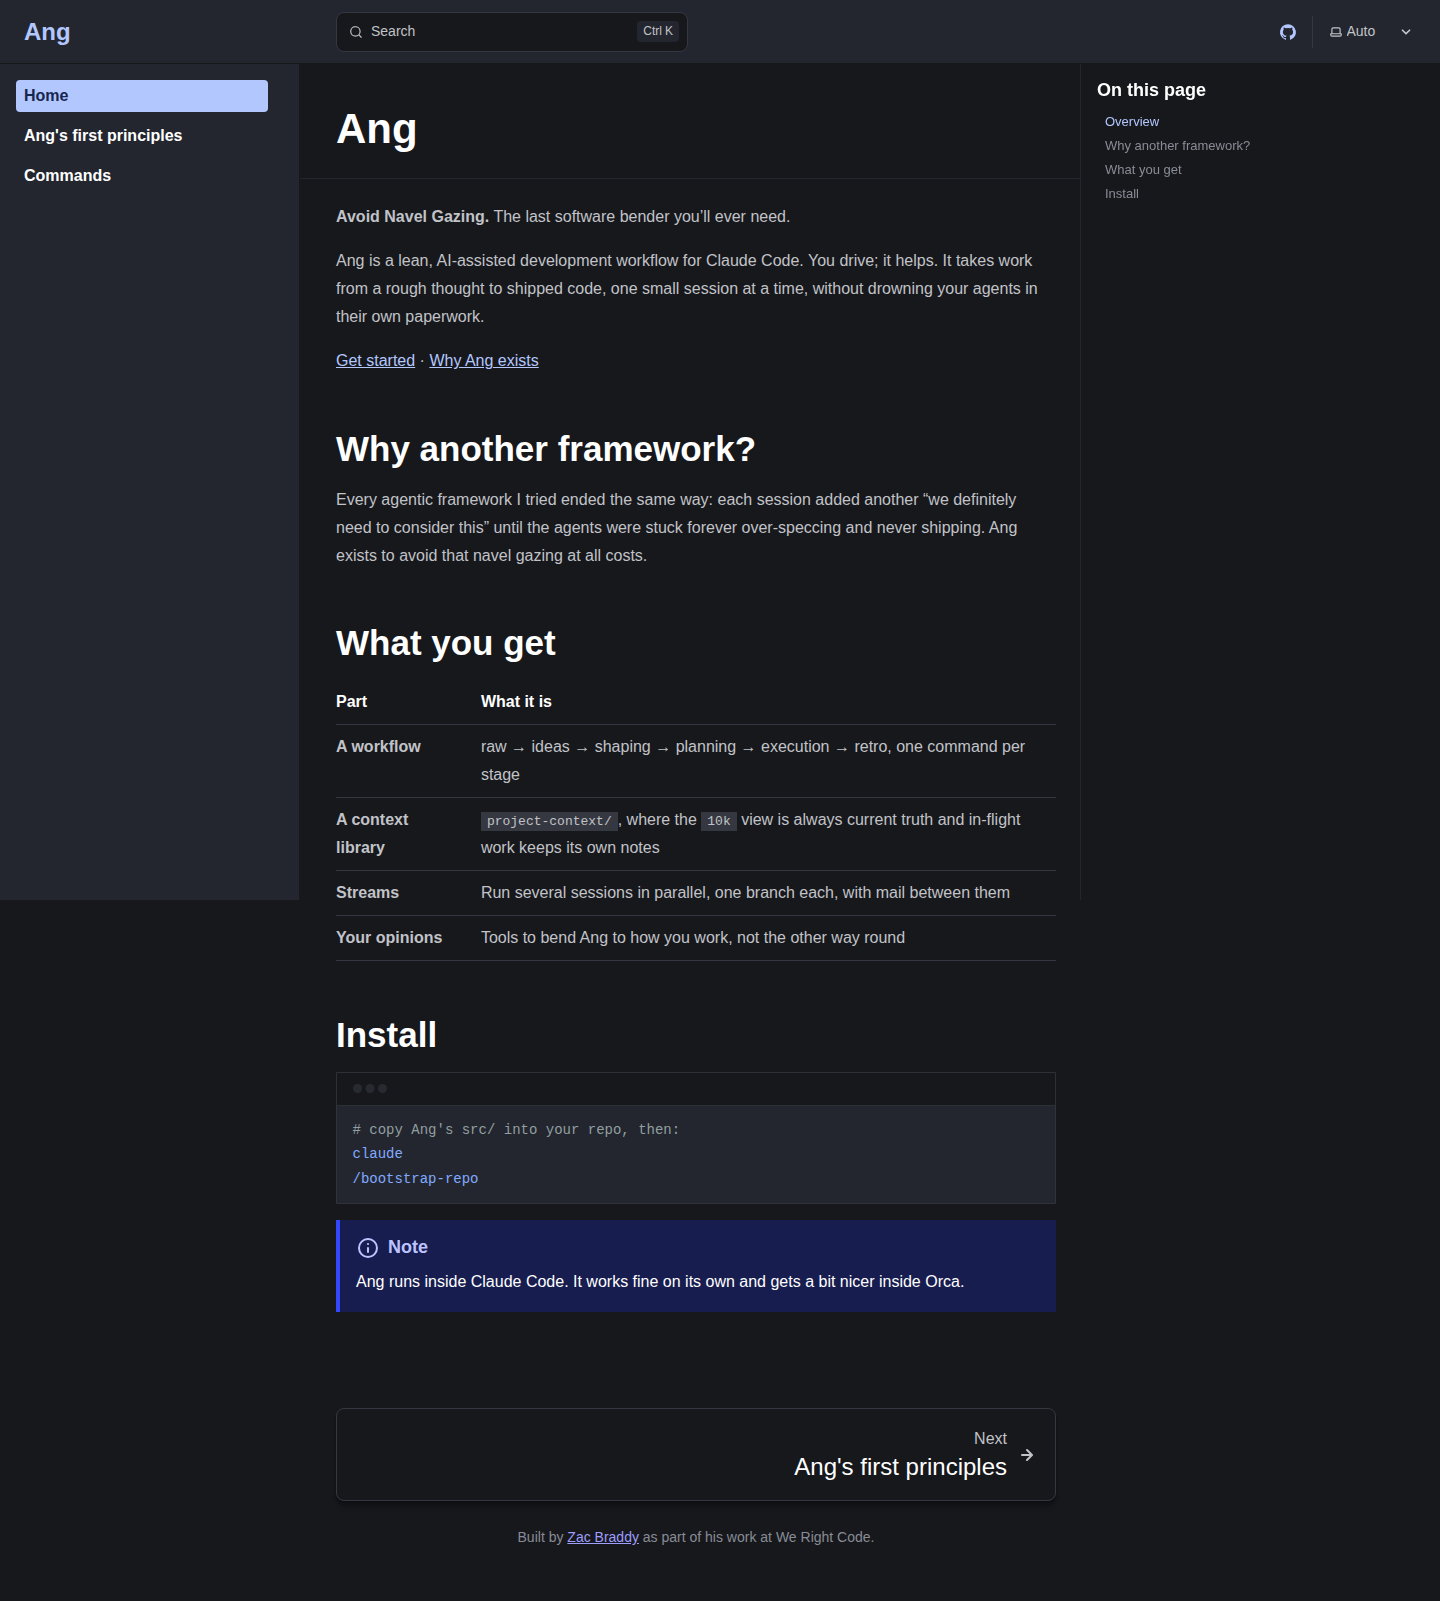 Ang
Search
Ctrl K
Auto
Home
Ang's first principles
Commands
Ang
Avoid Navel Gazing. The last software bender you’ll ever need.
Ang is a lean, AI-assisted development workflow for Claude Code. You drive; it helps. It takes work
from a rough thought to shipped code, one small session at a time, without drowning your agents in
their own paperwork.
Get started · Why Ang exists
Why another framework?
Every agentic framework I tried ended the same way: each session added another “we definitely
need to consider this” until the agents were stuck forever over-speccing and never shipping. Ang
exists to avoid that navel gazing at all costs.
What you get
Part What it is
A workflow raw → ideas → shaping → planning → execution → retro, one command per
stage
A context project-context/, where the 10k view is always current truth and in-flight
library work keeps its own notes
Streams Run several sessions in parallel, one branch each, with mail between them
Your opinions Tools to bend Ang to how you work, not the other way round
Install
# copy Ang's src/ into your repo, then:
claude
/bootstrap-repo
Note
Ang runs inside Claude Code. It works fine on its own and gets a bit nicer inside Orca.
Next
Ang's first principles
Built by Zac Braddy as part of his work at We Right Code.
On this page
Overview
Why another framework?
What you get
Install